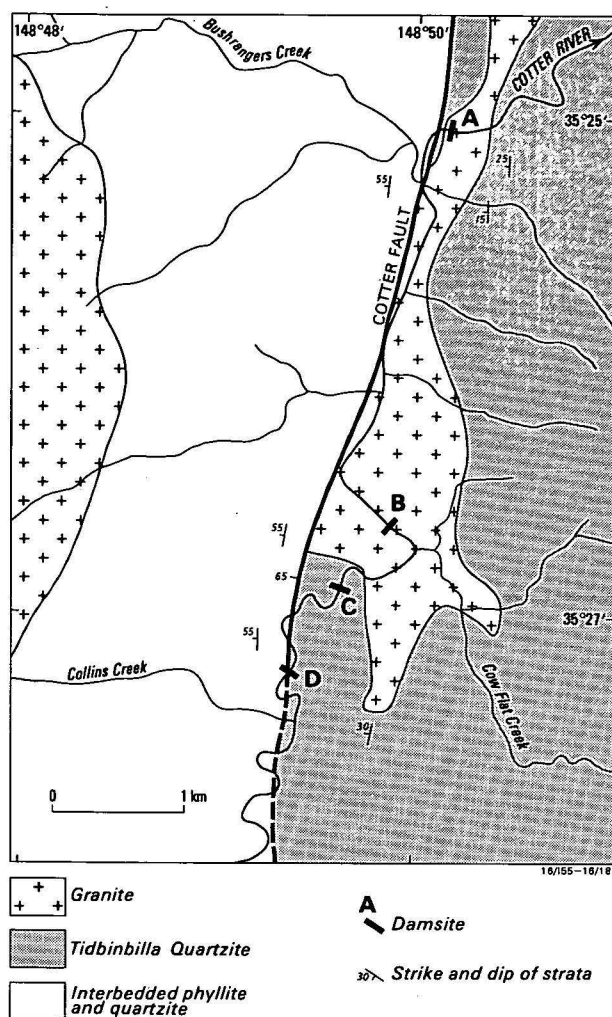 148°48'
148°50'
Bushrangers Creek
COTTER RIVER
A
35°25'
25
55
15
COTTER FAULT
B
55
65
C
35°27'
55
Collins Creek
D
Cow Flat Creek
30
0 1 km
16/155-16/18
Granite
Tidbinbilla Quartzite
Interbedded phyllite
and quartzite
A
Damsite
30
Strike and dip of strata